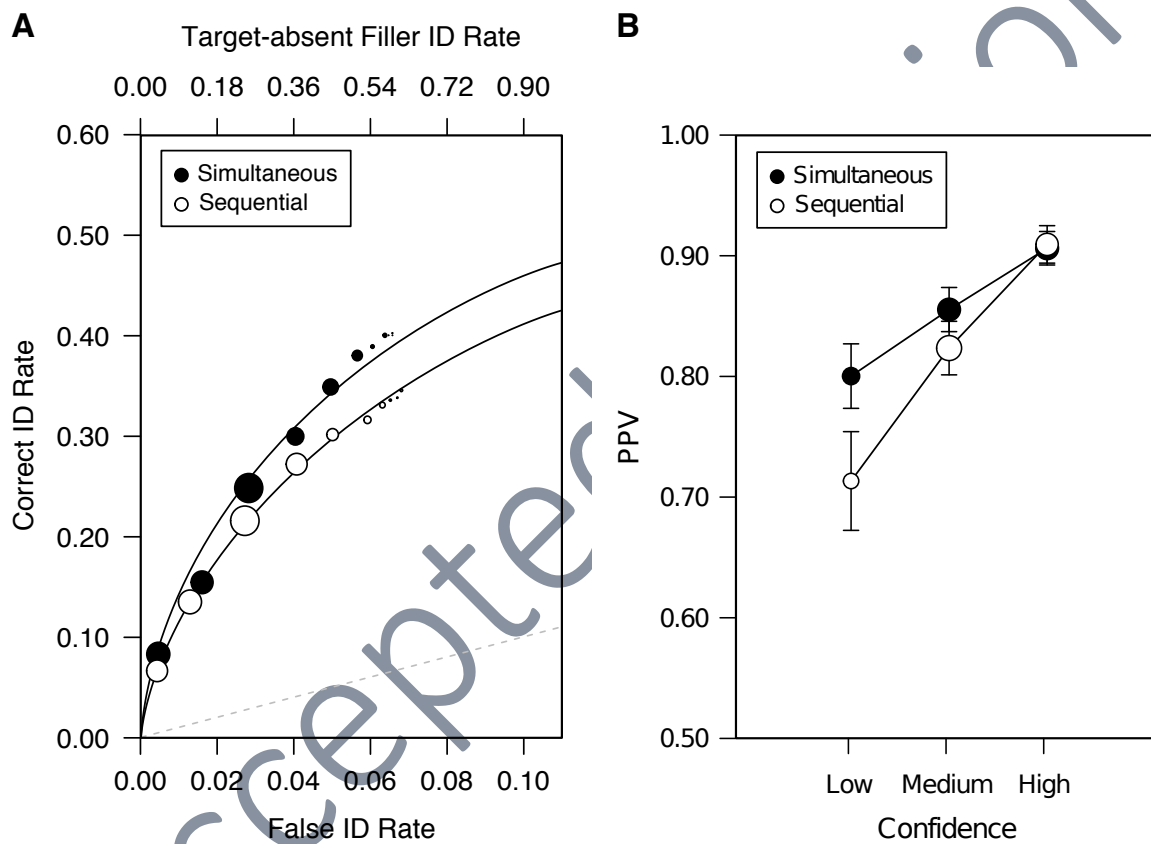 A
Target-absent Filler ID Rate
0.00 0.18 0.36 0.54 0.72 0.90
0.60
0.50
0.40
0.30
0.20
0.10
0.00
Correct ID Rate
Simultaneous
Sequential
0.00 0.02 0.04 0.06 0.08 0.10
False ID Rate
B
1.00
0.90
0.80
0.70
0.60
0.50
PPV
Simultaneous
Sequential
Low Medium High
Confidence